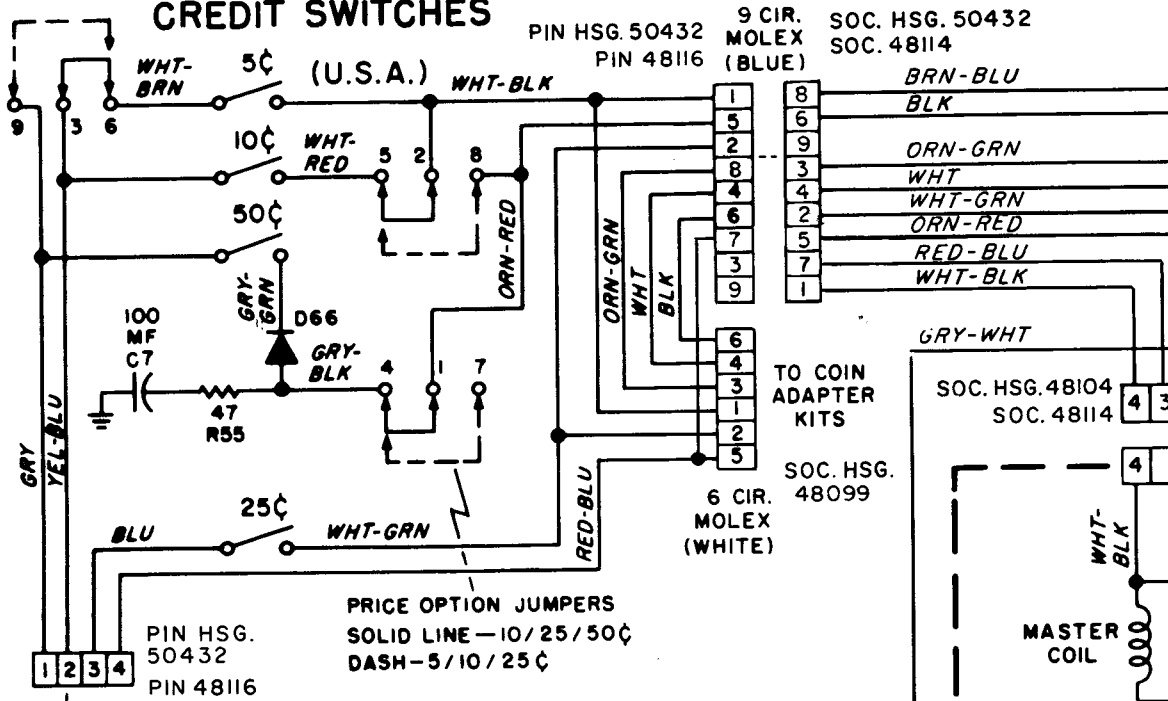 CREDIT SWITCHES
PIN HSG. 50432
PIN 48116
9 CIR.
MOLEX
(BLUE)
SOC. HSG. 50432
SOC. 48114
WHT-
BRN
5¢
(U.S.A.)
WHT-BLK
9
3
6
10¢
WHT-
RED
5
2
8
50¢
GRY-
GRN
D66
100
MF
C7
47
R55
GRY-
BLK
4
1
7
ORN-RED
ORN-GRN
WHT
BLK
1
5
2
8
4
6
7
3
9
8
6
9
3
4
2
5
7
1
BRN-BLU
BLK
ORN-GRN
WHT
WHT-GRN
ORN-RED
RED-BLU
WHT-BLK
GRY-WHT
6
4
3
1
2
5
TO COIN
ADAPTER
KITS
SOC. HSG. 48104
SOC. 48114
4 3
4
SOC. HSG.
48099
6 CIR.
MOLEX
(WHITE)
GRY
YEL-BLU
BLU
25¢
WHT-GRN
RED-BLU
WHT-
BLK
MASTER
COIL
PRICE OPTION JUMPERS
SOLID LINE—10/25/50¢
DASH—5/10/25¢
1 2 3 4
PIN HSG.
50432
PIN 48116